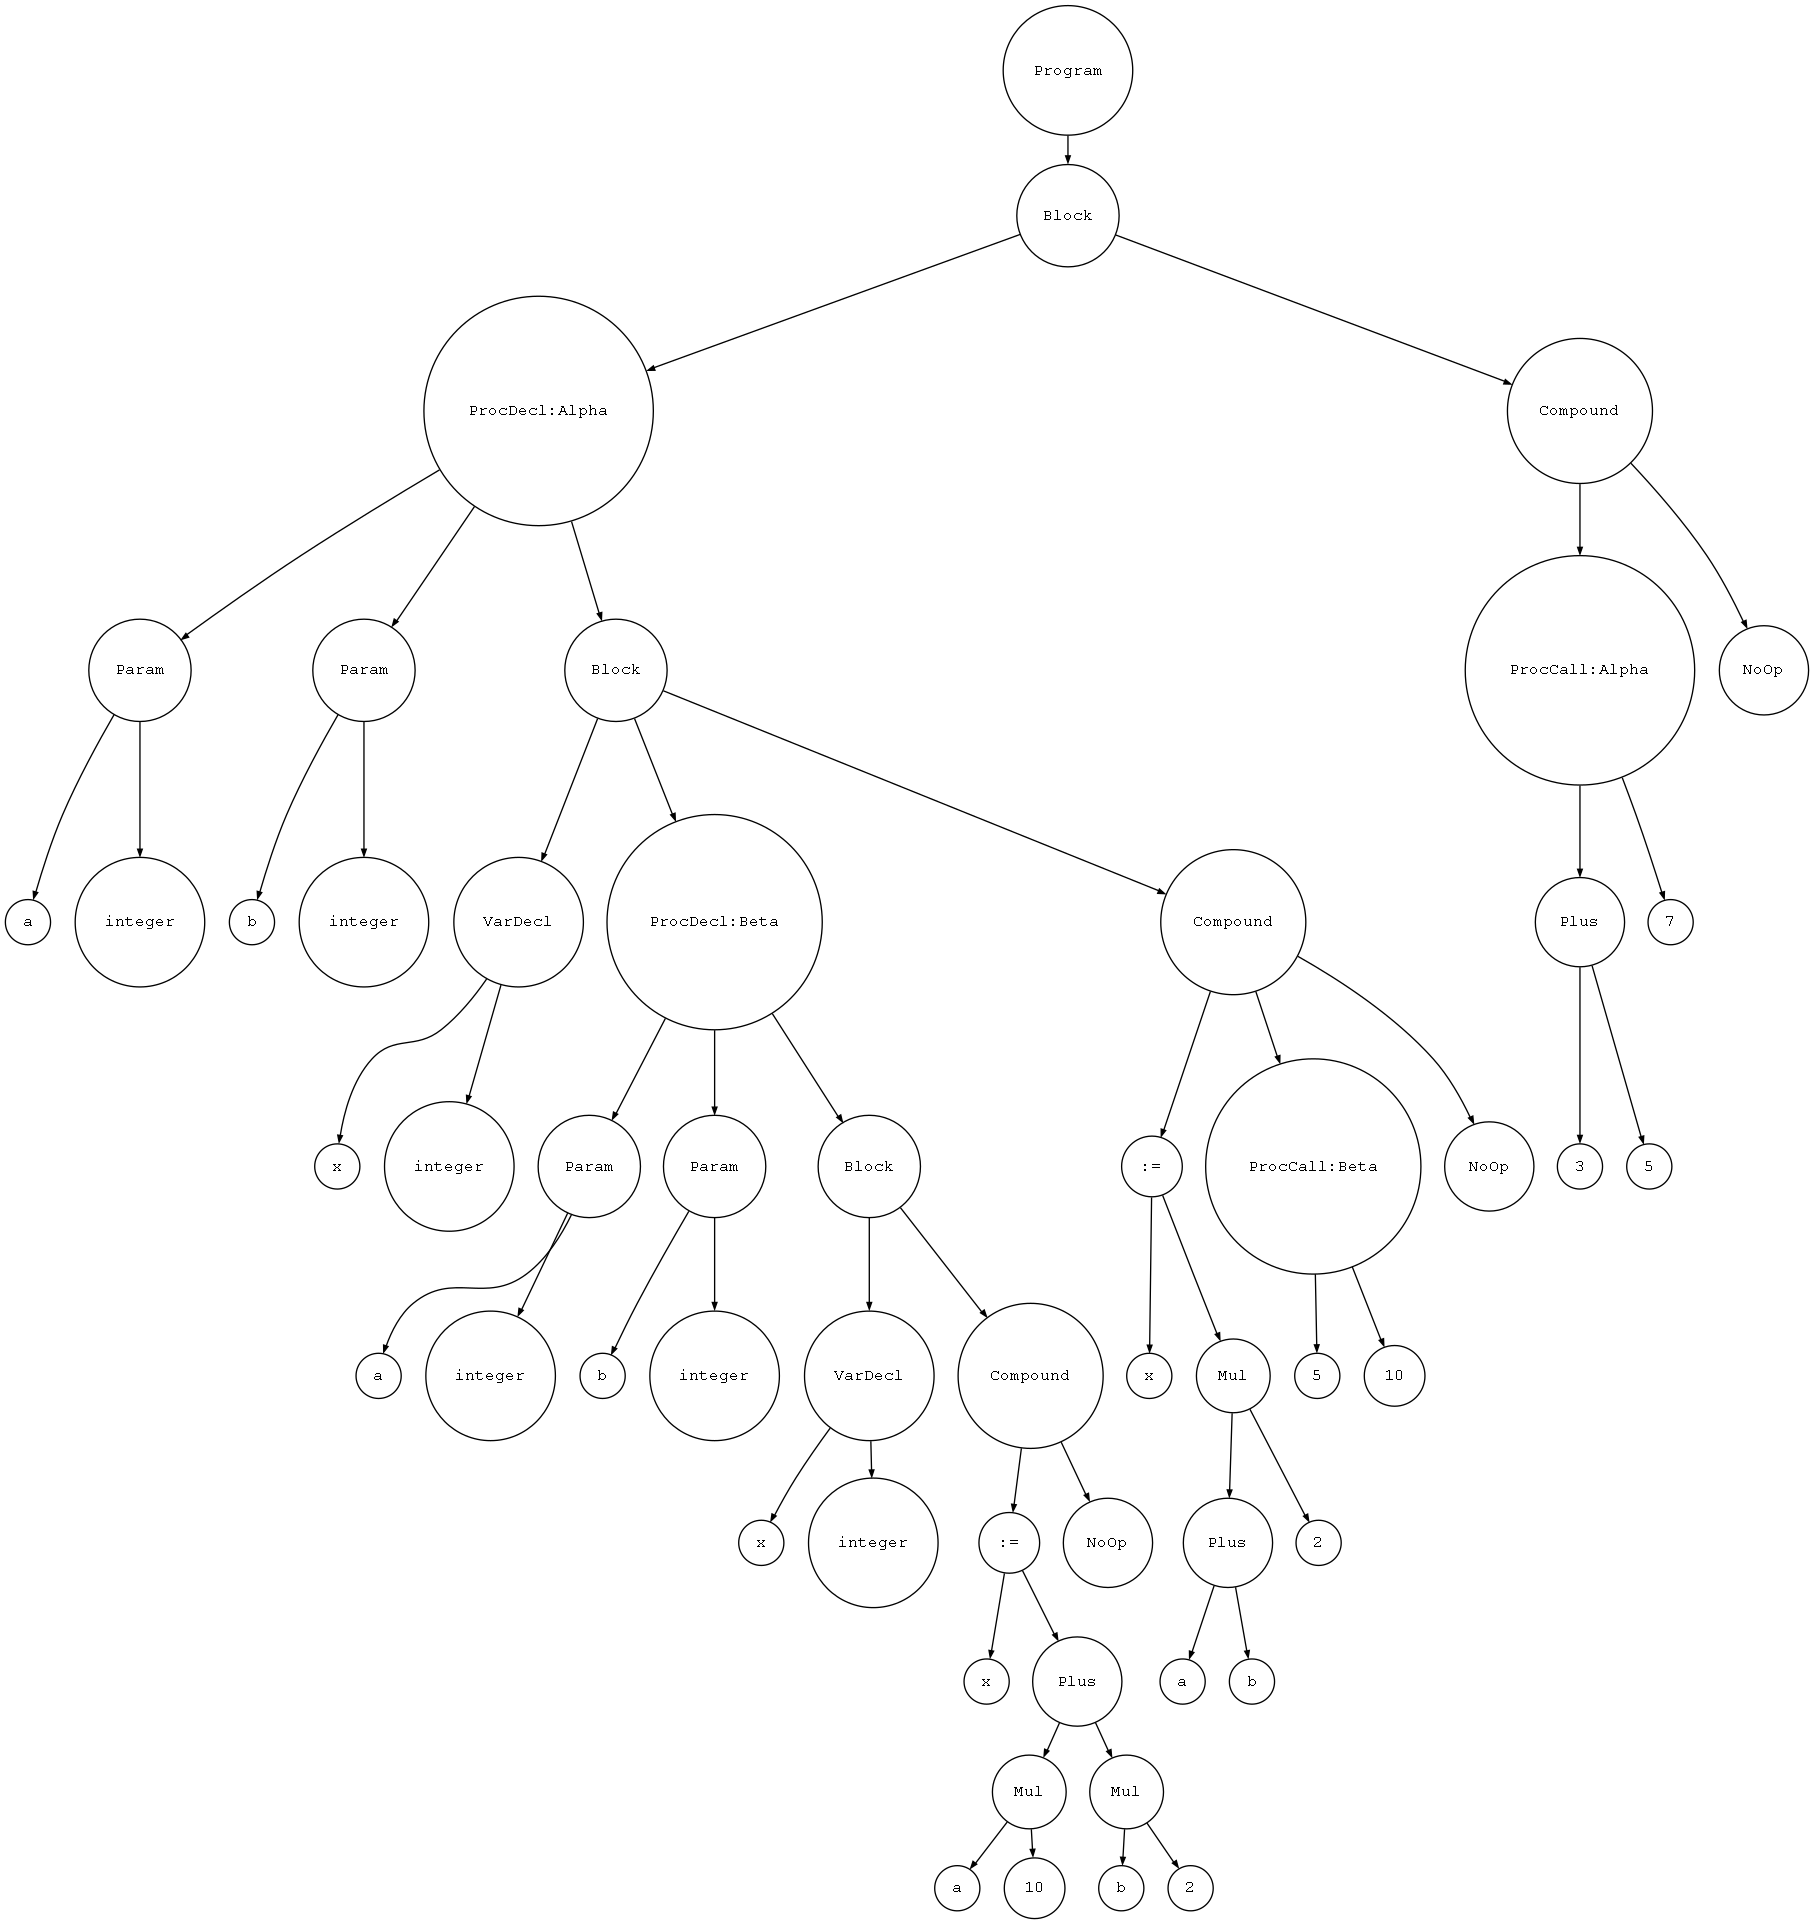 Program
Block
ProcDecl:Alpha
Compound
Param
Param
Block
ProcCall:Alpha
NoOp
a
integer
b
integer
VarDecl
ProcDecl:Beta
Compound
Plus
7
x
integer
Param
Param
Block
:=
ProcCall:Beta
NoOp
3
5
a
integer
b
integer
VarDecl
Compound
x
Mul
5
10
x
integer
:=
NoOp
Plus
2
x
Plus
a
b
Mul
Mul
a
10
b
2